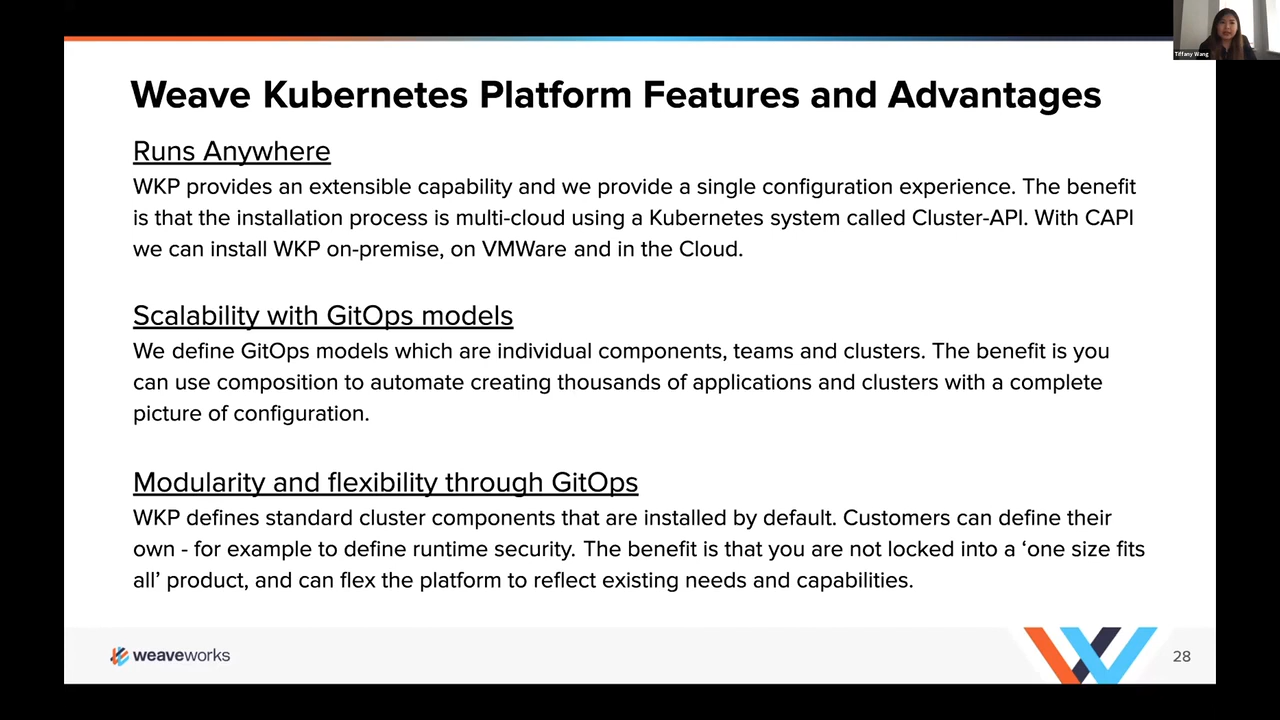 Tiffany Wang
Weave Kubernetes Platform Features and Advantages
Runs Anywhere
WKP provides an extensible capability and we provide a single configuration experience. The benefit
is that the installation process is multi-cloud using a Kubernetes system called Cluster-API. With CAPI
we can install WKP on-premise, on VMWare and in the Cloud.
Scalability with GitOps models
We define GitOps models which are individual components, teams and clusters. The benefit is you
can use composition to automate creating thousands of applications and clusters with a complete
picture of configuration.
Modularity and flexibility through GitOps
WKP defines standard cluster components that are installed by default. Customers can define their
own - for example to define runtime security. The benefit is that you are not locked into a ‘one size fits
all’ product, and can flex the platform to reflect existing needs and capabilities.
weaveworks
28